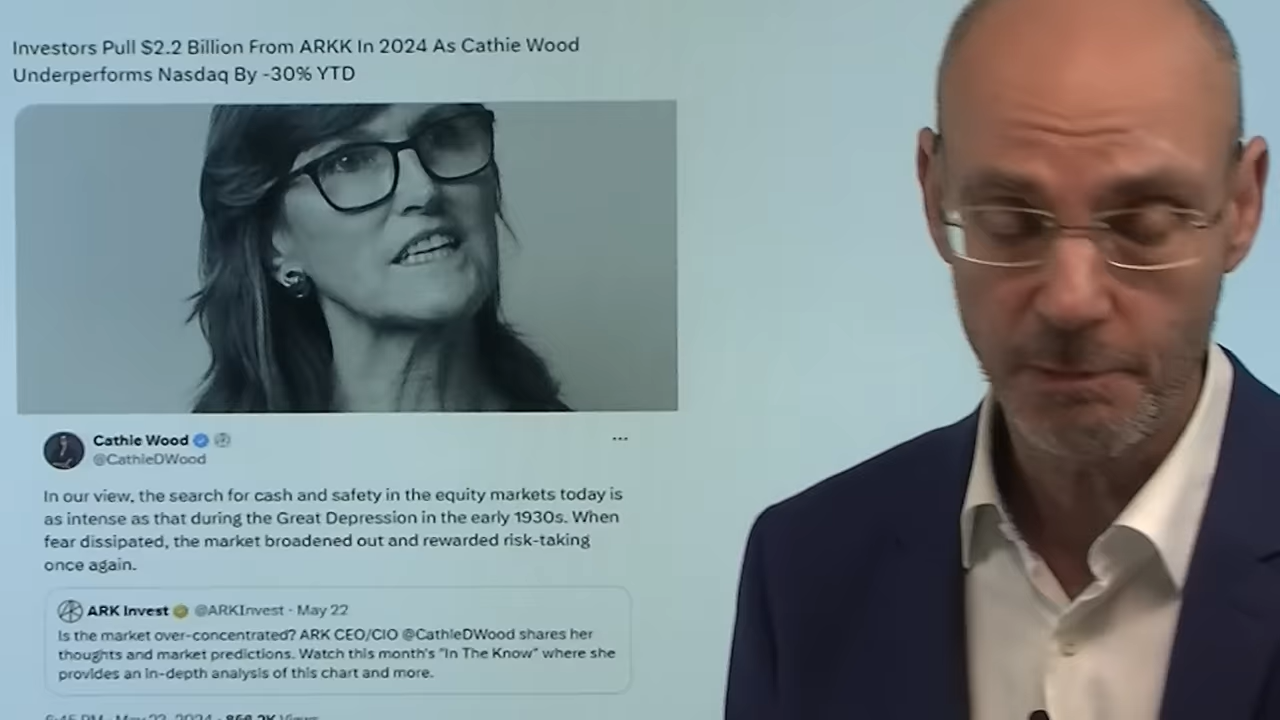 Investors Pull $2.2 Billion From ARKK In 2024 As Cathie Wood
Underperforms Nasdaq By -30% YTD
Cathie Wood
@CathieDWood
In our view, the search for cash and safety in the equity markets today is
as intense as that during the Great Depression in the early 1930s. When
fear dissipated, the market broadened out and rewarded risk-taking
once again.
ARK Invest @ARKInvest · May 22
Is the market over-concentrated? ARK CEO/CIO @CathieDWood shares her
thoughts and market predictions. Watch this month's "In The Know" where she
provides an in-depth analysis of this chart and more.